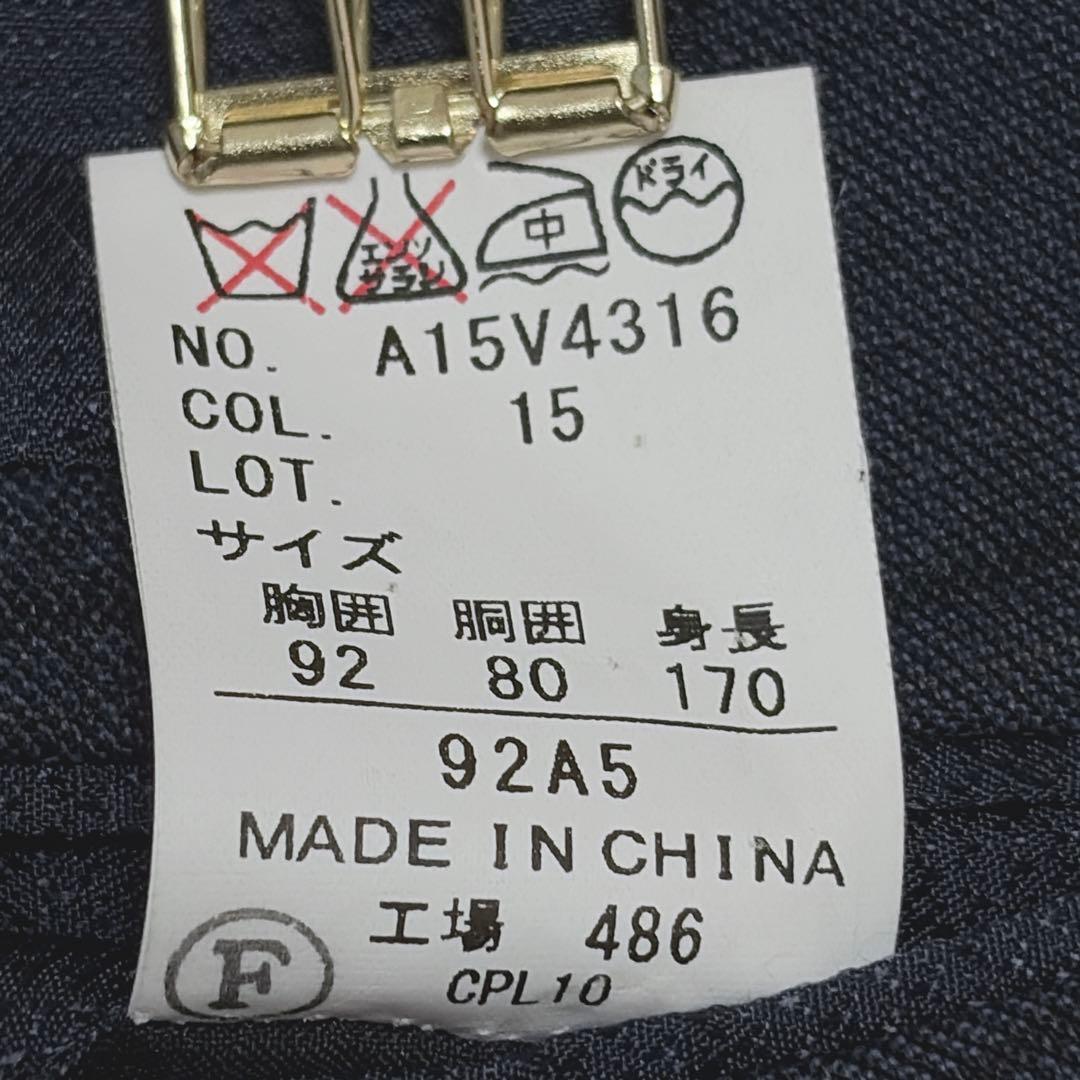 エンソ
サラシ
中
ドライ
NO. A15V4316
COL. 15
LOT.
サイズ
胸囲 胴囲 身長
92 80 170
92A5
MADE IN CHINA
工場 486
F CPL10